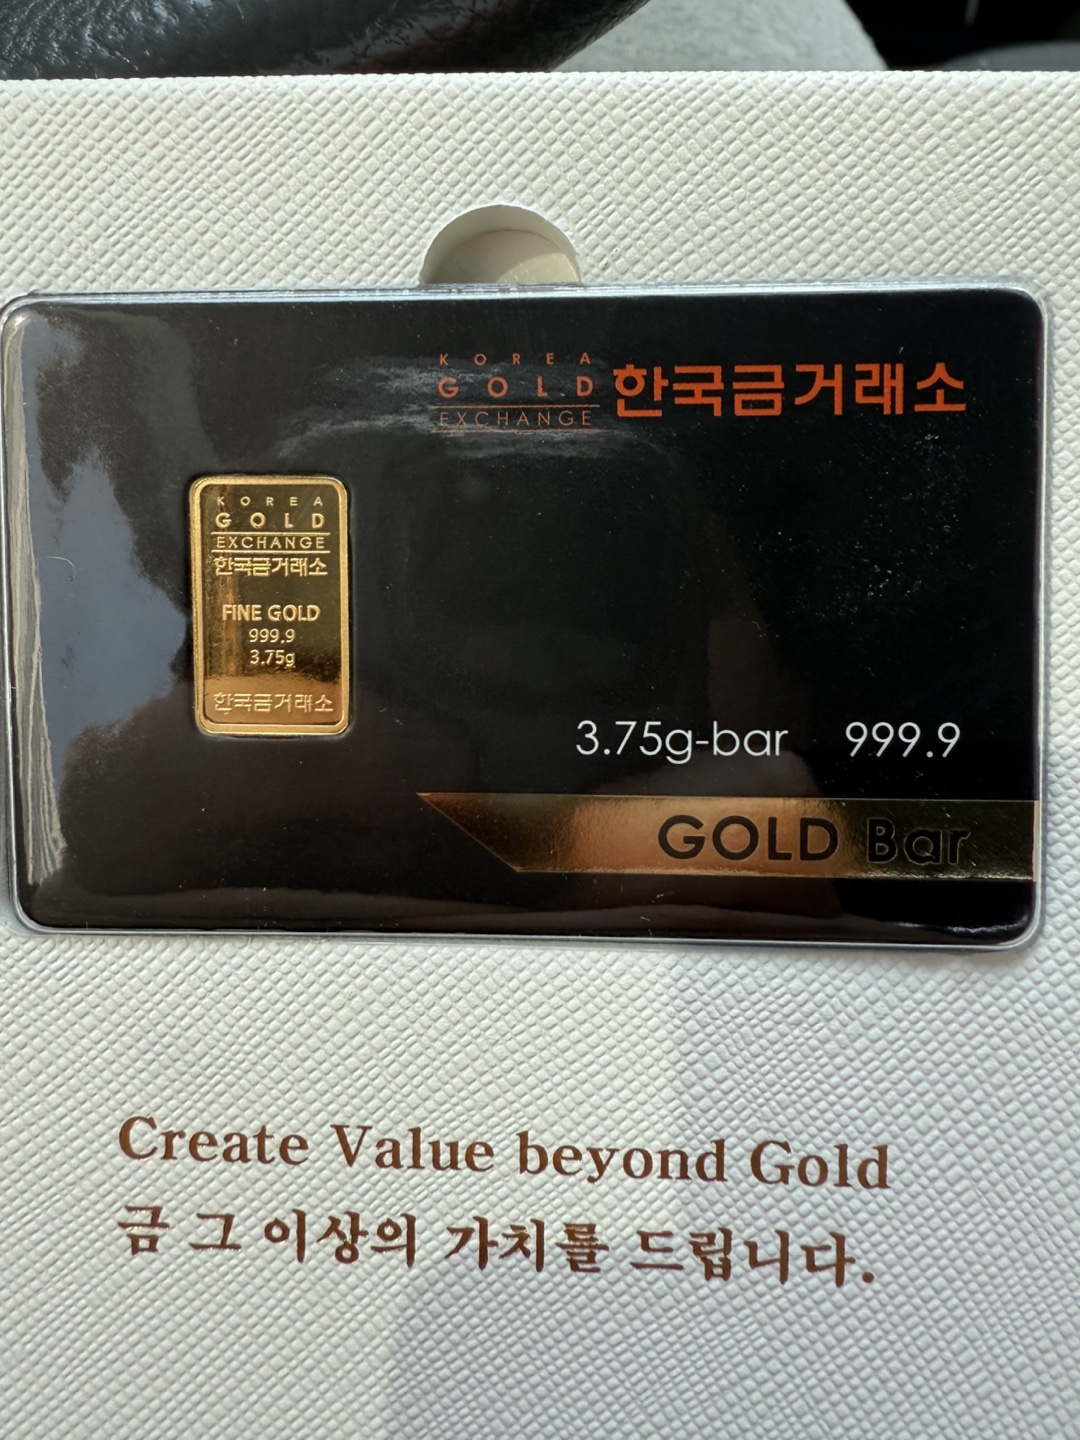 KOREA
GOLD
EXCHANGE
한국금거래소
KOREA
GOLD
EXCHANGE
한국금거래소
FINE GOLD
999.9
3.75g
한국금거래소
3.75g-bar 999.9
GOLD Bar
Create Value beyond Gold
금 그 이상의 가치를 드립니다.